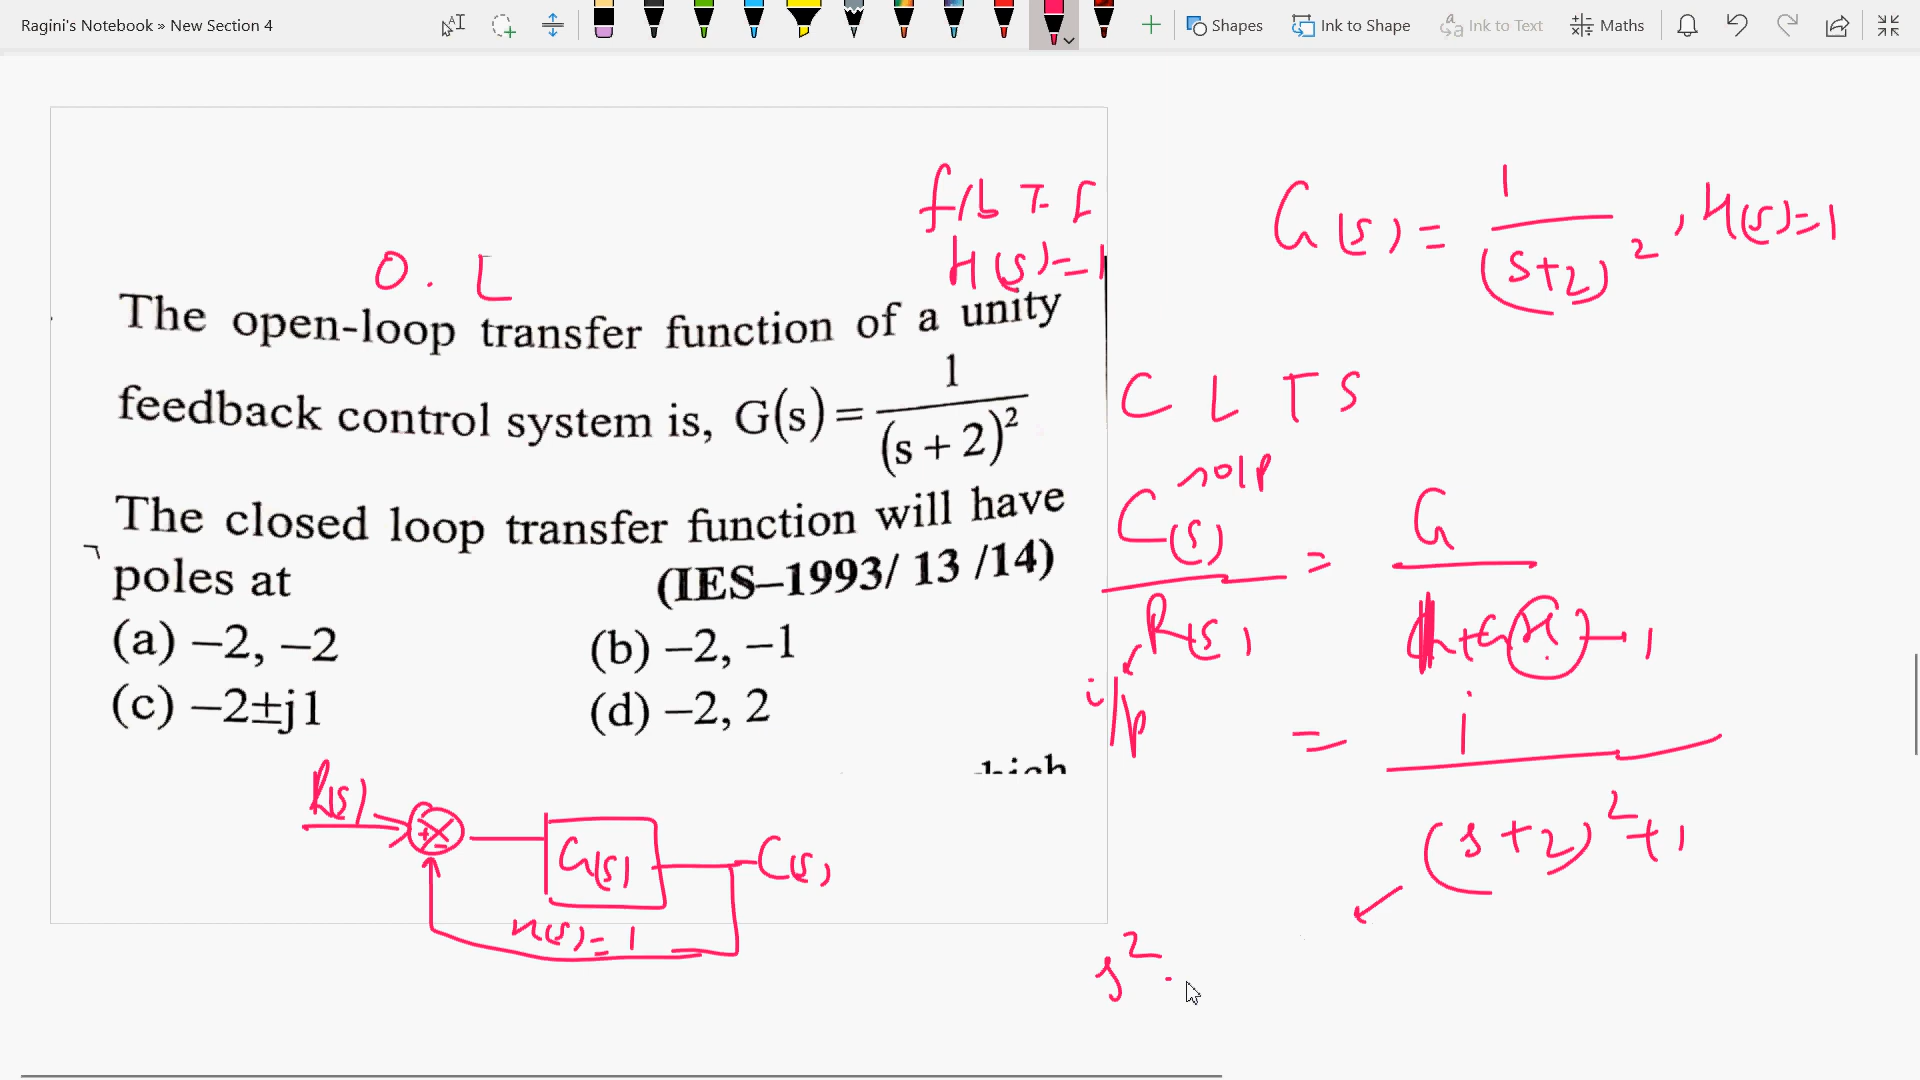 Ragini's Notebook » New Section 4
Shapes
Ink to Shape
Ink to Text
Maths
f/b T. F
H(s)=1
O. L
The open-loop transfer function of a unity
feedback control system is, G(s) = 1/(s + 2)²
The closed loop transfer function will have
poles at (IES–1993/ 13 /14)
(a) –2, –2 (b) –2, –1
(c) –2±j1 (d) –2, 2
R(s) + – G(s) C(s)
H(s) = 1
G(s) = 1/(s+2)², H(s)=1
C L T S
C(s)/R(s) = G/
o/p
i/p
1
= 1/((s+2)²+1)
s²